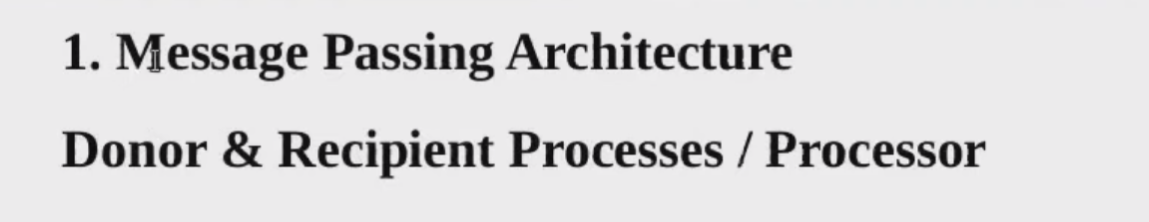 1. Message Passing Architecture
Donor & Recipient Processes / Processor